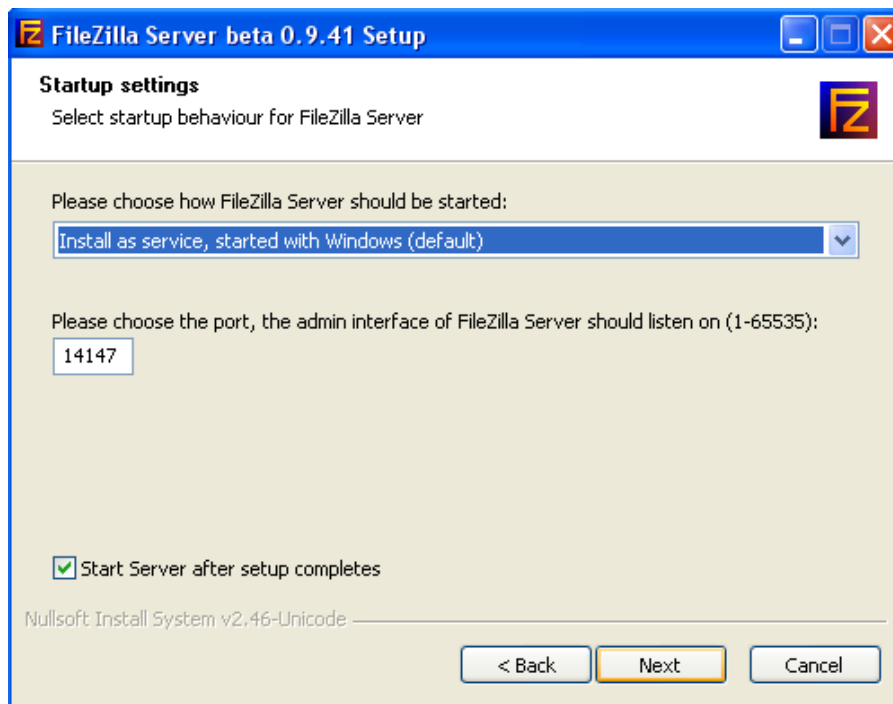 FileZilla Server beta 0.9.41 Setup
Startup settings
Select startup behaviour for FileZilla Server
FZ
Please choose how FileZilla Server should be started:
Install as service, started with Windows (default)
Please choose the port, the admin interface of FileZilla Server should listen on (1-65535):
14147
Start Server after setup completes
Nullsoft Install System v2.46-Unicode
< Back
Next
Cancel